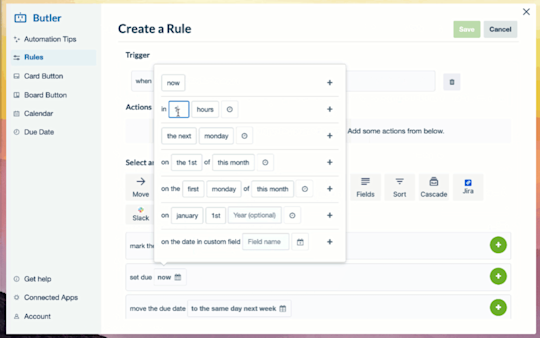 Butler
Automation Tips
Rules
Card Button
Board Button
Calendar
Due Date
Get help
Connected Apps
Account
Create a Rule
Save
Cancel
Trigger
when
Actions
Add some actions from below.
Select a
Move
Fields
Sort
Cascade
Jira
Slack
now
in hours
the next monday
on the 1st of this month
on the first monday of this month
on january 1st Year (optional)
on the date in custom field Field name
mark the
set due now
move the due date to the same day next week